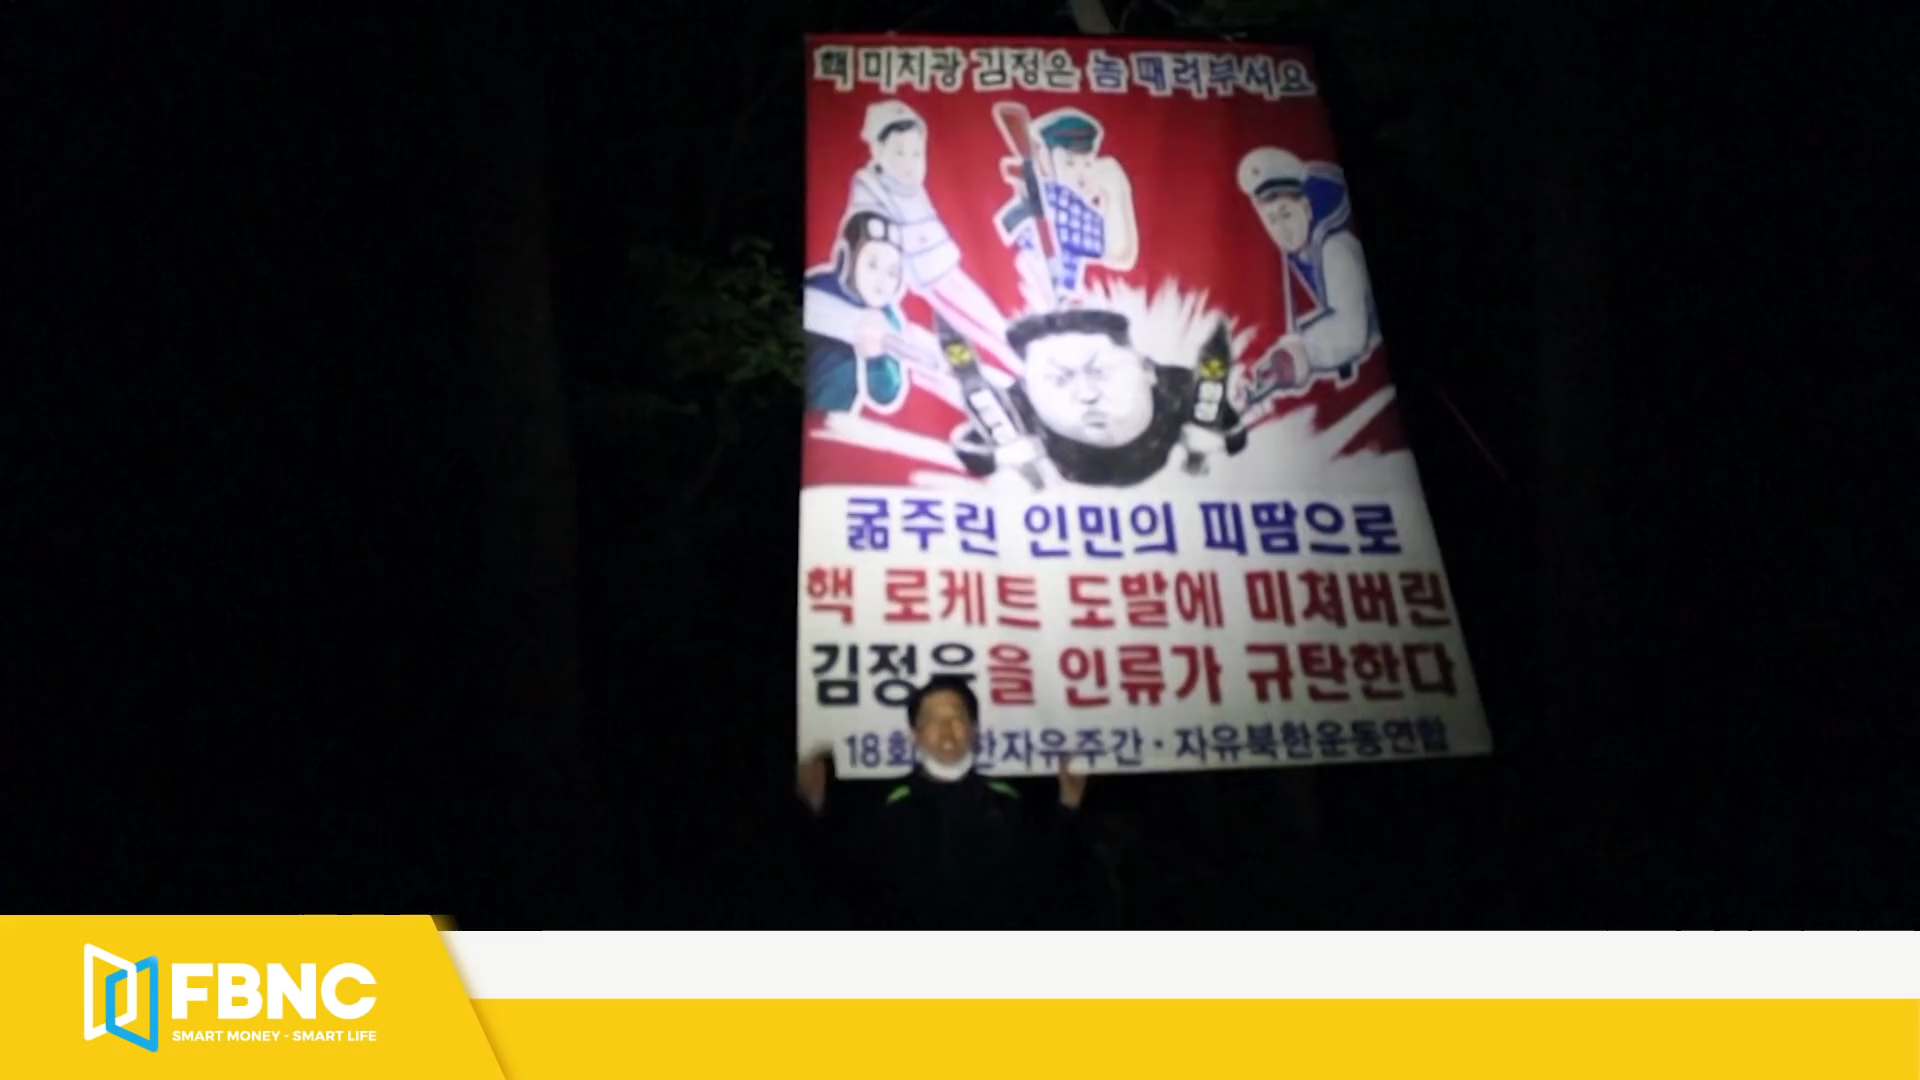 핵 미치광 김정은 놈 때려부셔요
굶주린 인민의 피땀으로
핵 로케트 도발에 미쳐버린
김정은을 인류가 규탄한다
18회 한자유주간·자유북한운동연합
FBNC
SMART MONEY - SMART LIFE